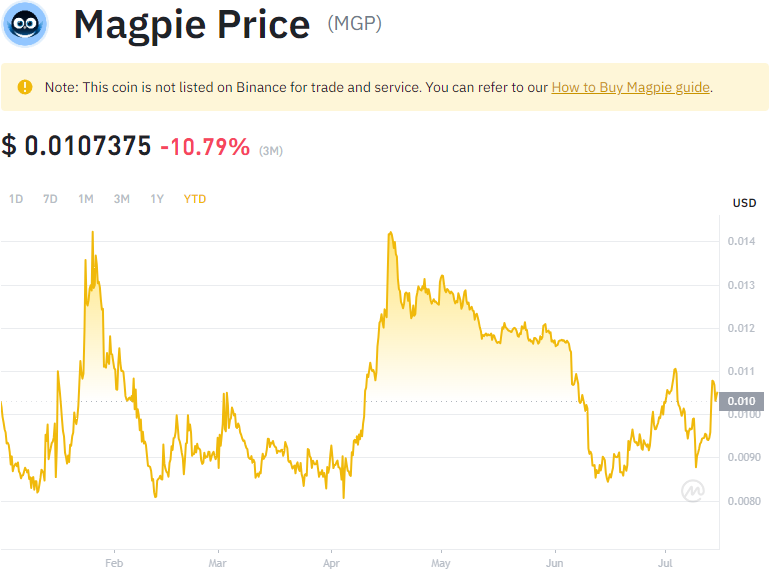 Magpie Price (MGP)
Note: This coin is not listed on Binance for trade and service. You can refer to our How to Buy Magpie guide.
$ 0.0107375 -10.79% (3M)
1D 7D 1M 3M 1Y YTD
USD
0.014
0.013
0.012
0.011
0.010
0.0100
0.0090
0.0080
Feb Mar Apr May Jun Jul